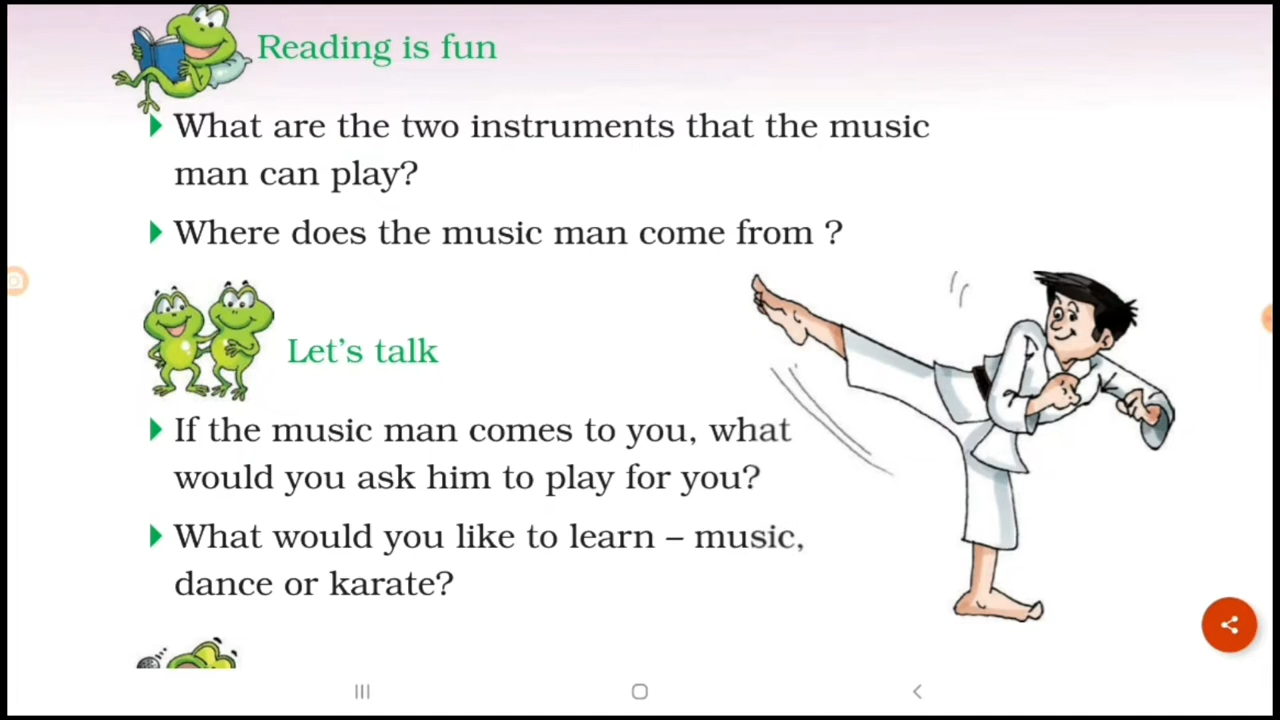 Reading is fun
What are the two instruments that the music
man can play?
Where does the music man come from ?
Let's talk
If the music man comes to you, what
would you ask him to play for you?
What would you like to learn – music,
dance or karate?